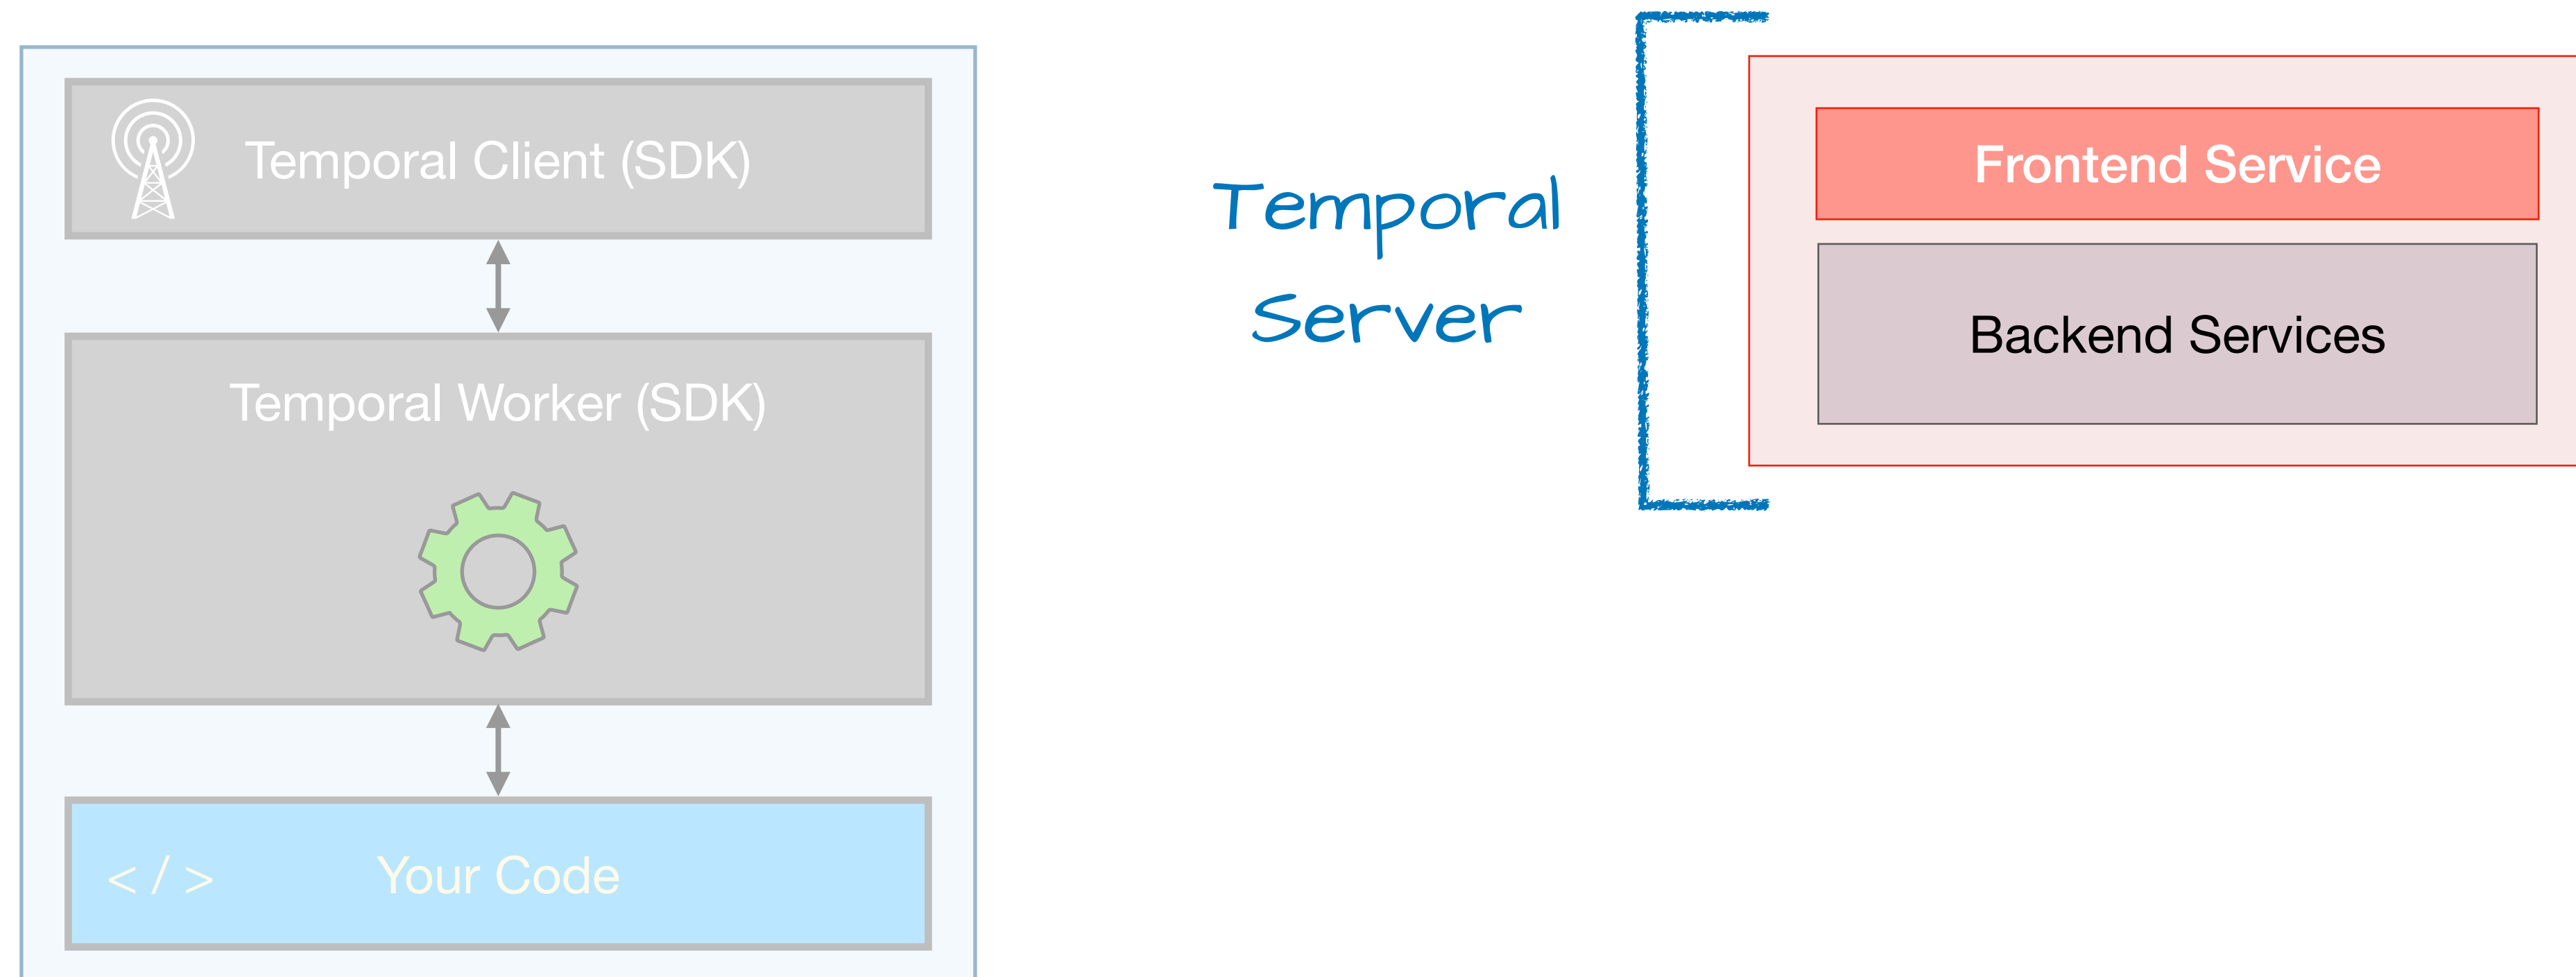 Temporal Client (SDK)
Temporal Worker (SDK)
< / > Your Code
Temporal
Server
Frontend Service
Backend Services